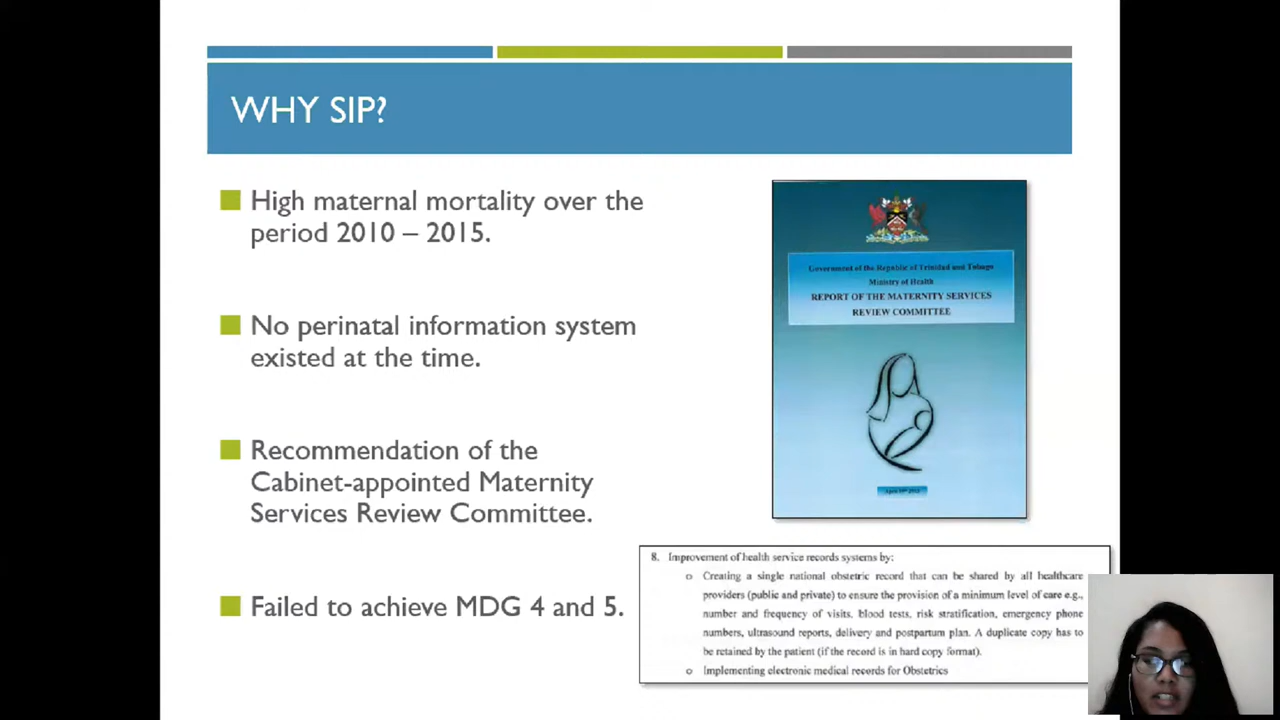 WHY SIP?
High maternal mortality over the
period 2010 – 2015.
No perinatal information system
existed at the time.
Recommendation of the
Cabinet-appointed Maternity
Services Review Committee.
Failed to achieve MDG 4 and 5.
Government of the Republic of Trinidad and Tobago
Ministry of Health
REPORT OF THE MATERNITY SERVICES
REVIEW COMMITTEE
8. Improvement of health service records systems by:
o Creating a single national obstetric record that can be shared by all healthcare
providers (public and private) to ensure the provision of a minimum level of care e.g.,
number and frequency of visits, blood tests, risk stratification, emergency phone
numbers, ultrasound reports, delivery and postpartum plan. A duplicate copy has to
be retained by the patient (if the record is in hard copy format).
o Implementing electronic medical records for Obstetrics